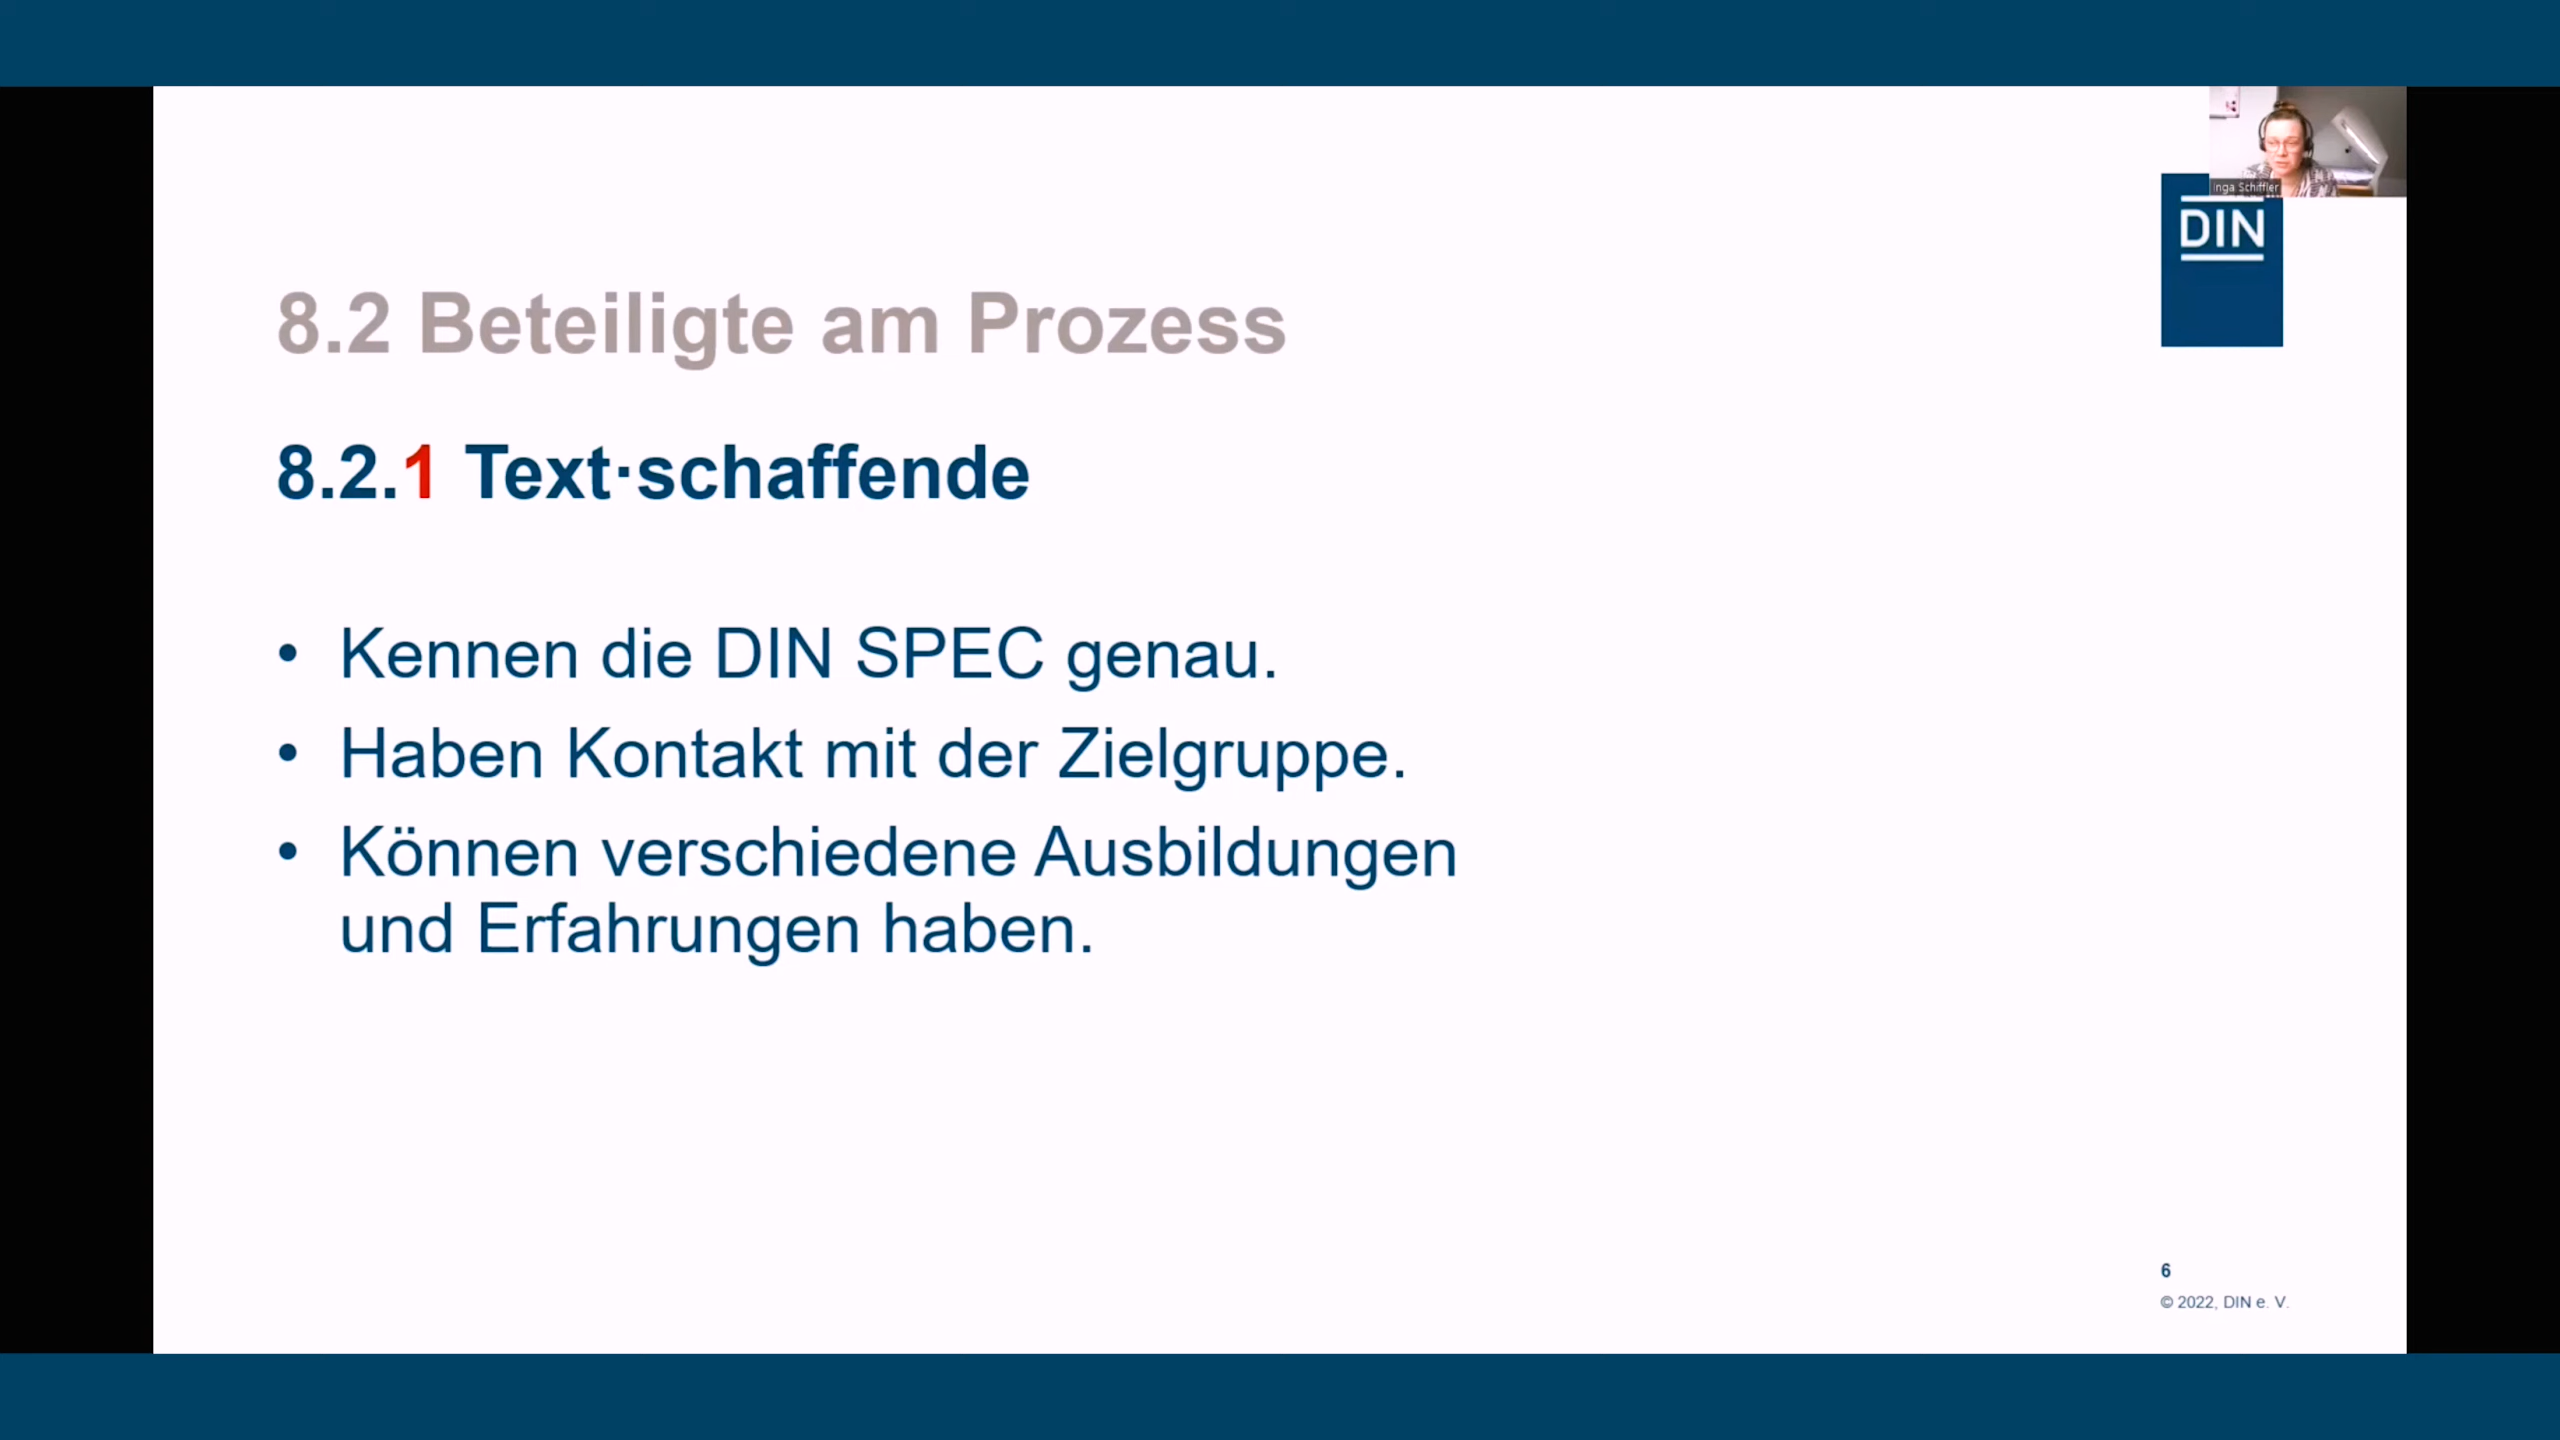 Inga Schiffler
DIN
8.2 Beteiligte am Prozess
8.2.1 Text·schaffende
• Kennen die DIN SPEC genau.
• Haben Kontakt mit der Zielgruppe.
• Können verschiedene Ausbildungen
und Erfahrungen haben.
6
© 2022, DIN e. V.